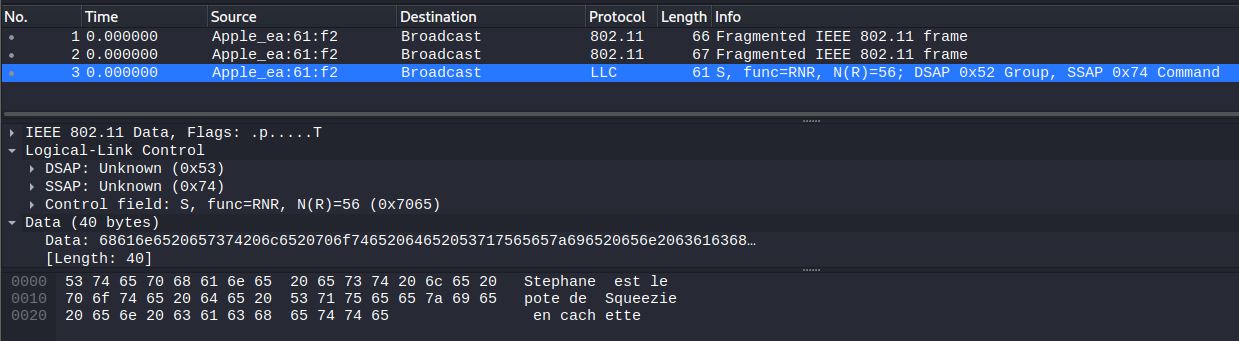 No. Time Source Destination Protocol Length Info
1 0.000000 Apple_ea:61:f2 Broadcast 802.11 66 Fragmented IEEE 802.11 frame
2 0.000000 Apple_ea:61:f2 Broadcast 802.11 67 Fragmented IEEE 802.11 frame
3 0.000000 Apple_ea:61:f2 Broadcast LLC 61 S, func=RNR, N(R)=56; DSAP 0x52 Group, SSAP 0x74 Command
IEEE 802.11 Data, Flags: .p.....T
Logical-Link Control
DSAP: Unknown (0x53)
SSAP: Unknown (0x74)
Control field: S, func=RNR, N(R)=56 (0x7065)
Data (40 bytes)
Data: 68616e6520657374206c6520706f74652064652053717565657a696520656e2063616368…
[Length: 40]
0000 53 74 65 70 68 61 6e 65 20 65 73 74 20 6c 65 20 Stephane est le
0010 70 6f 74 65 20 64 65 20 53 71 75 65 65 7a 69 65 pote de Squeezie
0020 20 65 6e 20 63 61 63 68 65 74 74 65 en cach ette